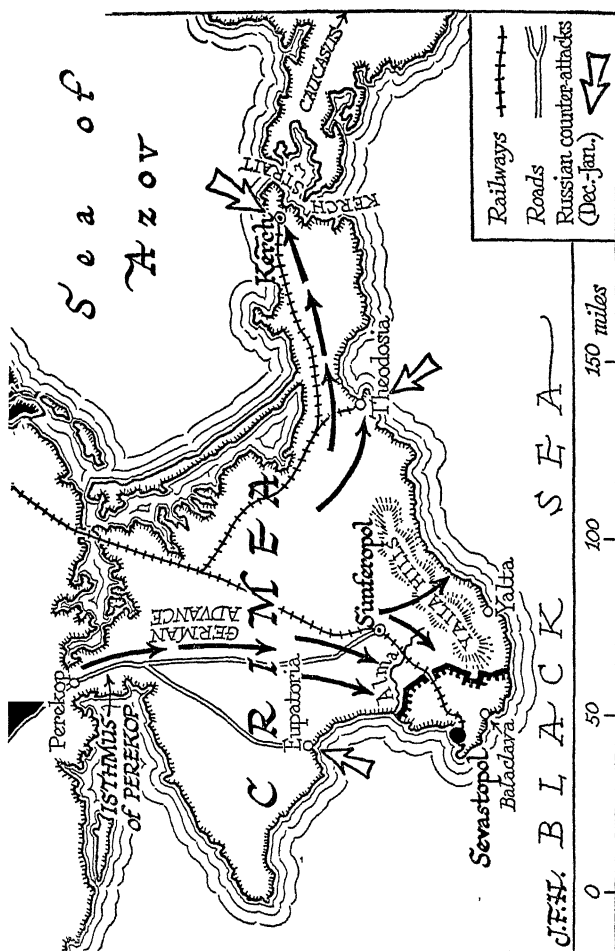 Sea of
Azov
CAUCASUS
KERCH STRAIT
Kerch
Theodosia
Perekop
ISTHMUS
of PEREKOP
GERMAN
ADVANCE
CRIMEA
Eupatoria
Simferopol
Alma
YAILA HILLS
Yalta
Sevastopol
Balaclava
BLACK SEA
J.F.H.
0 50 100 150 miles
Railways
Roads
Russian counter-attacks
(Dec.-Jan.)